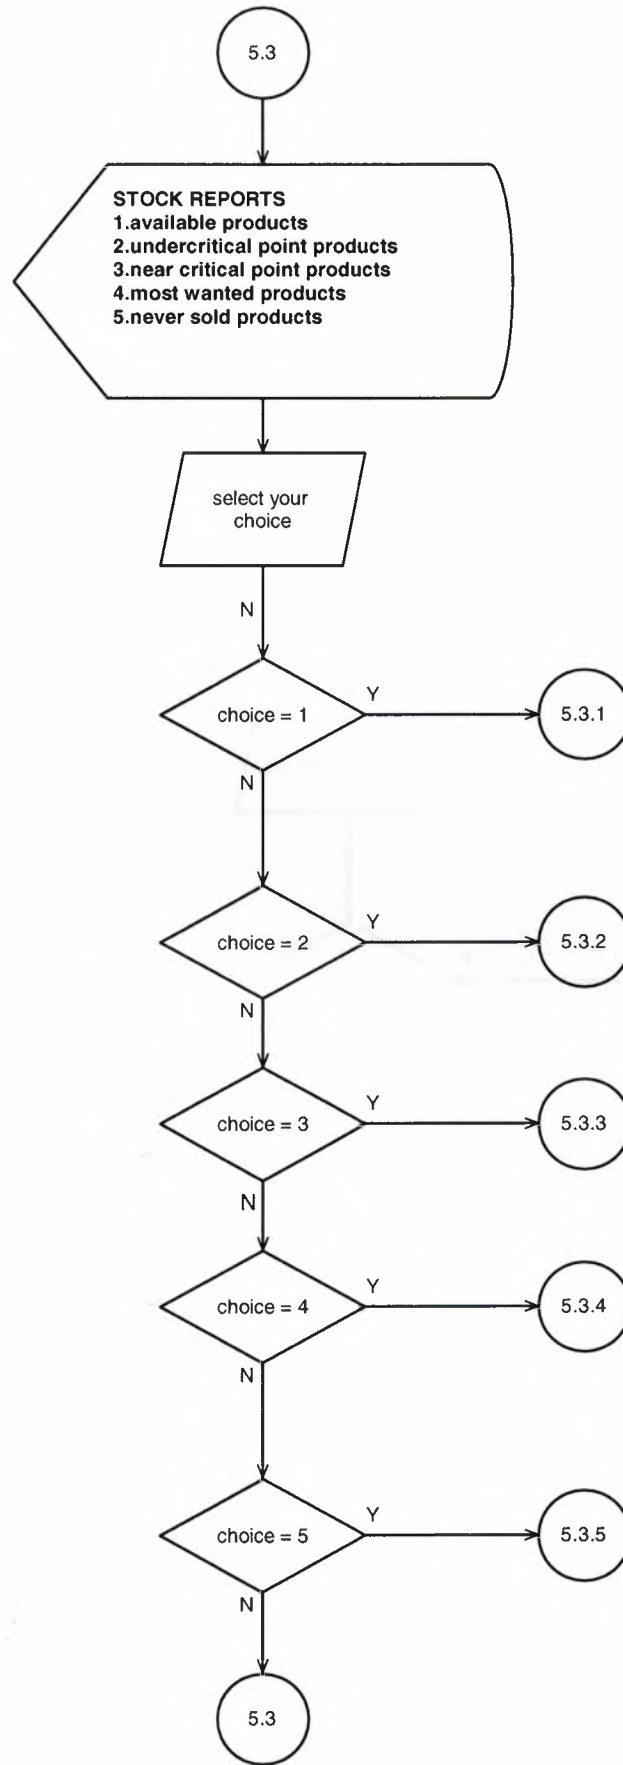 5.3
STOCK REPORTS
1.available products
2.undercritical point products
3.near critical point products
4.most wanted products
5.never sold products
select your
choice
N
choice = 1
Y
5.3.1
N
choice = 2
Y
5.3.2
N
choice = 3
Y
5.3.3
N
choice = 4
Y
5.3.4
N
choice = 5
Y
5.3.5
N
5.3